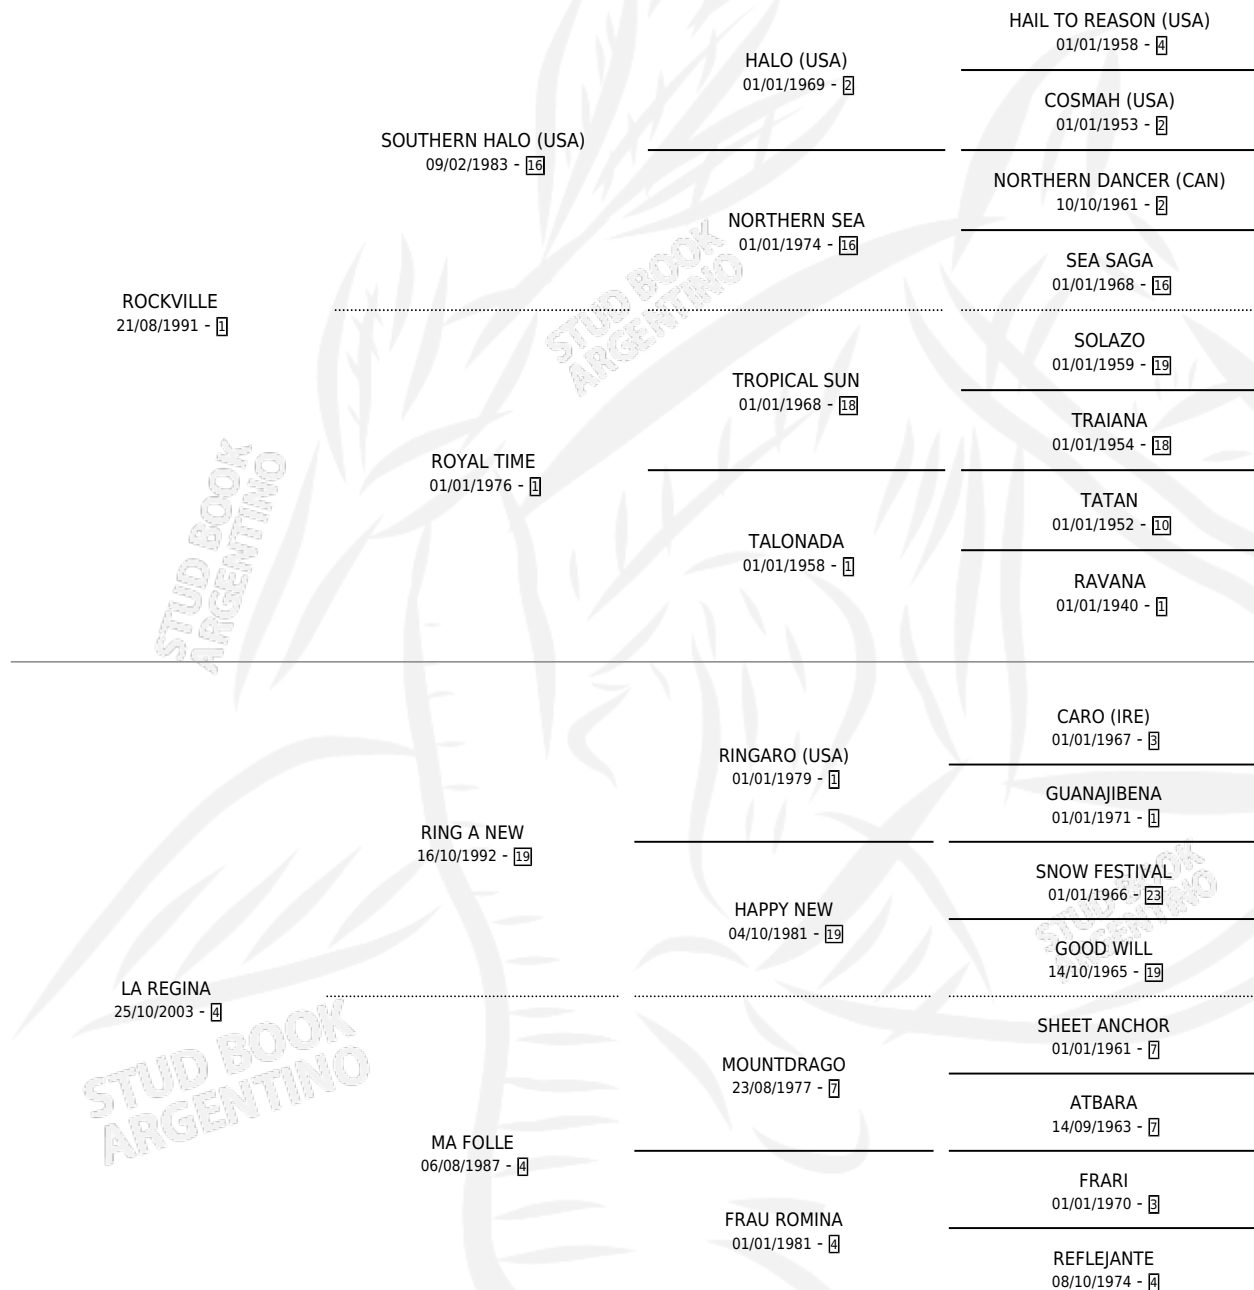 HAIL TO REASON (USA)
01/01/1958 - 4
HALO (USA)
01/01/1969 - 2
COSMAH (USA)
01/01/1953 - 2
SOUTHERN HALO (USA)
09/02/1983 - 16
NORTHERN DANCER (CAN)
10/10/1961 - 2
NORTHERN SEA
01/01/1974 - 16
SEA SAGA
01/01/1968 - 16
ROCKVILLE
21/08/1991 - 1
STUD BOOK
ARGENTINO
SOLAZO
01/01/1959 - 19
TROPICAL SUN
01/01/1968 - 18
TRAIANA
01/01/1954 - 18
ROYAL TIME
01/01/1976 - 1
TATAN
01/01/1952 - 10
TALONADA
01/01/1958 - 1
RAVANA
01/01/1940 - 1
STUD BOOK
ARGENTINO
CARO (IRE)
01/01/1967 - 3
RINGARO (USA)
01/01/1979 - 1
GUANAJIBENA
01/01/1971 - 1
RING A NEW
16/10/1992 - 19
SNOW FESTIVAL
01/01/1966 - 23
HAPPY NEW
04/10/1981 - 19
STUD BOOK
ARGENTINO
GOOD WILL
14/10/1965 - 19
LA REGINA
25/10/2003 - 4
SHEET ANCHOR
01/01/1961 - 7
MOUNTDRAGO
23/08/1977 - 7
STUD BOOK
ARGENTINO
ATBARA
14/09/1963 - 7
MA FOLLE
06/08/1987 - 4
FRARI
01/01/1970 - 3
FRAU ROMINA
01/01/1981 - 4
REFLEJANTE
08/10/1974 - 4